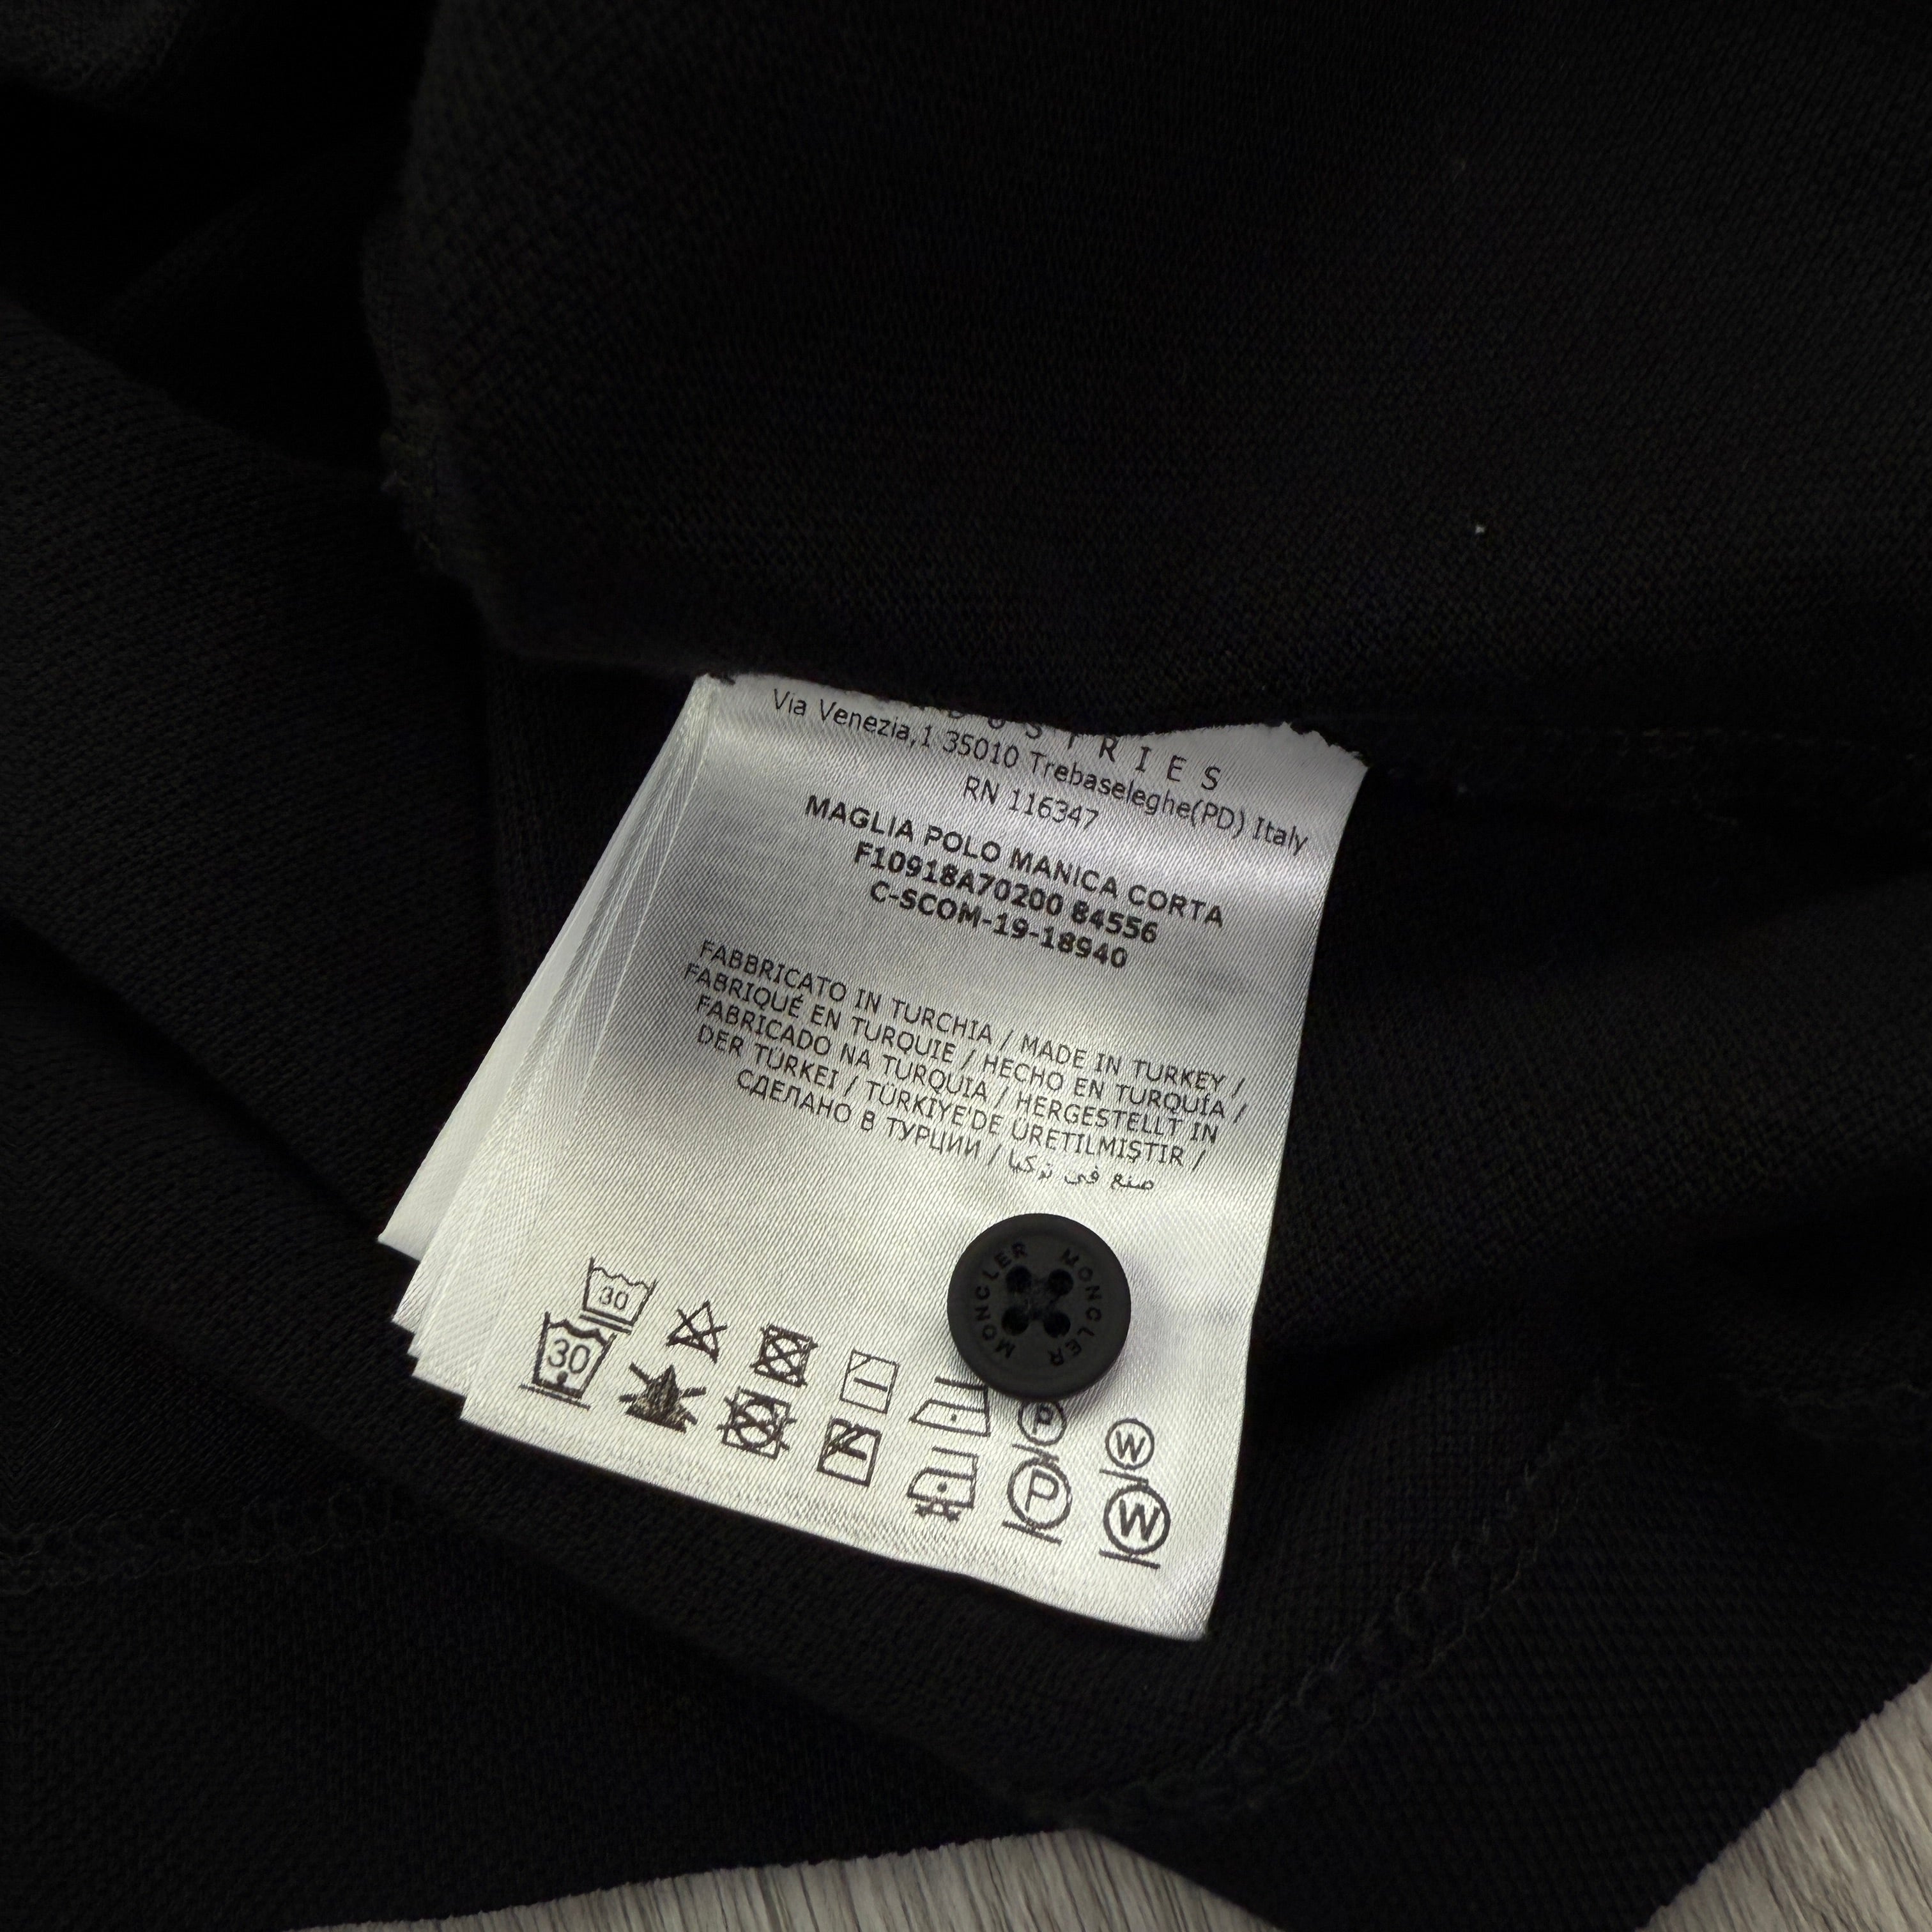 INDUSTRIES
Via Venezia,1 35010 Trebaseleghe(PD) Italy
RN 116347
MAGLIA POLO MANICA CORTA
F10918A70200 84556
C-SCOM-19-18940
FABBRICATO IN TURCHIA / MADE IN TURKEY /
FABRIQUÉ EN TURQUIE / HECHO EN TURQUÍA /
FABRICADO NA TURQUIA / HERGESTELLT IN
DER TÜRKEI / TÜRKIYE'DE ÜRETILMIŞTIR /
СДЕЛАНО В ТУРЦИИ / صنع في تركيا
MONCLER MONCLER
30
a W
30
P W